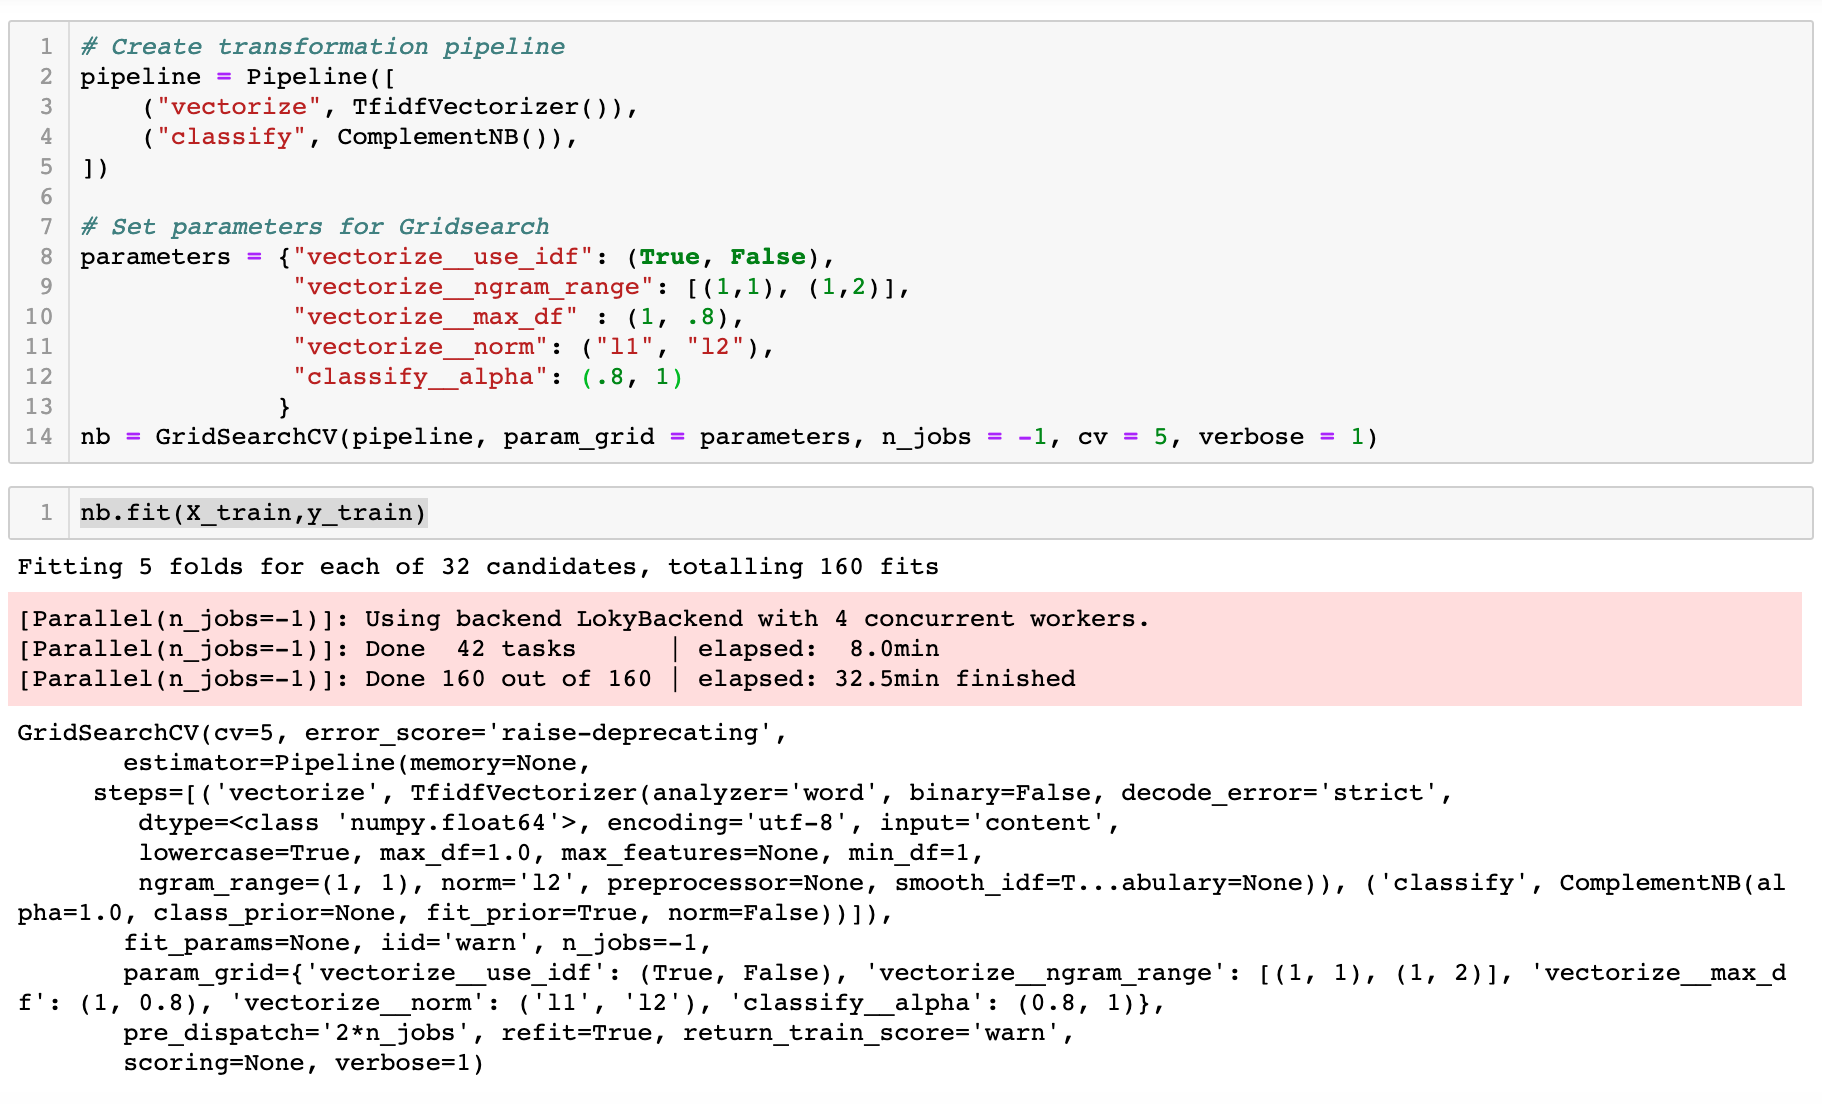 1 # Create transformation pipeline
2 pipeline = Pipeline([
3     ("vectorize", TfidfVectorizer()),
4     ("classify", ComplementNB()),
5 ])
6
7 # Set parameters for Gridsearch
8 parameters = {"vectorize__use_idf": (True, False),
9               "vectorize__ngram_range": [(1,1), (1,2)],
10               "vectorize__max_df" : (1, .8),
11               "vectorize__norm": ("l1", "l2"),
12               "classify__alpha": (.8, 1)
13              }
14 nb = GridSearchCV(pipeline, param_grid = parameters, n_jobs = -1, cv = 5, verbose = 1)
1 nb.fit(X_train,y_train)
Fitting 5 folds for each of 32 candidates, totalling 160 fits
[Parallel(n_jobs=-1)]: Using backend LokyBackend with 4 concurrent workers.
[Parallel(n_jobs=-1)]: Done  42 tasks      | elapsed:  8.0min
[Parallel(n_jobs=-1)]: Done 160 out of 160 | elapsed: 32.5min finished
GridSearchCV(cv=5, error_score='raise-deprecating',
       estimator=Pipeline(memory=None,
     steps=[('vectorize', TfidfVectorizer(analyzer='word', binary=False, decode_error='strict',
        dtype=<class 'numpy.float64'>, encoding='utf-8', input='content',
        lowercase=True, max_df=1.0, max_features=None, min_df=1,
        ngram_range=(1, 1), norm='l2', preprocessor=None, smooth_idf=T...abulary=None)), ('classify', ComplementNB(al
pha=1.0, class_prior=None, fit_prior=True, norm=False))]),
       fit_params=None, iid='warn', n_jobs=-1,
       param_grid={'vectorize__use_idf': (True, False), 'vectorize__ngram_range': [(1, 1), (1, 2)], 'vectorize__max_d
f': (1, 0.8), 'vectorize__norm': ('l1', 'l2'), 'classify__alpha': (0.8, 1)},
       pre_dispatch='2*n_jobs', refit=True, return_train_score='warn',
       scoring=None, verbose=1)